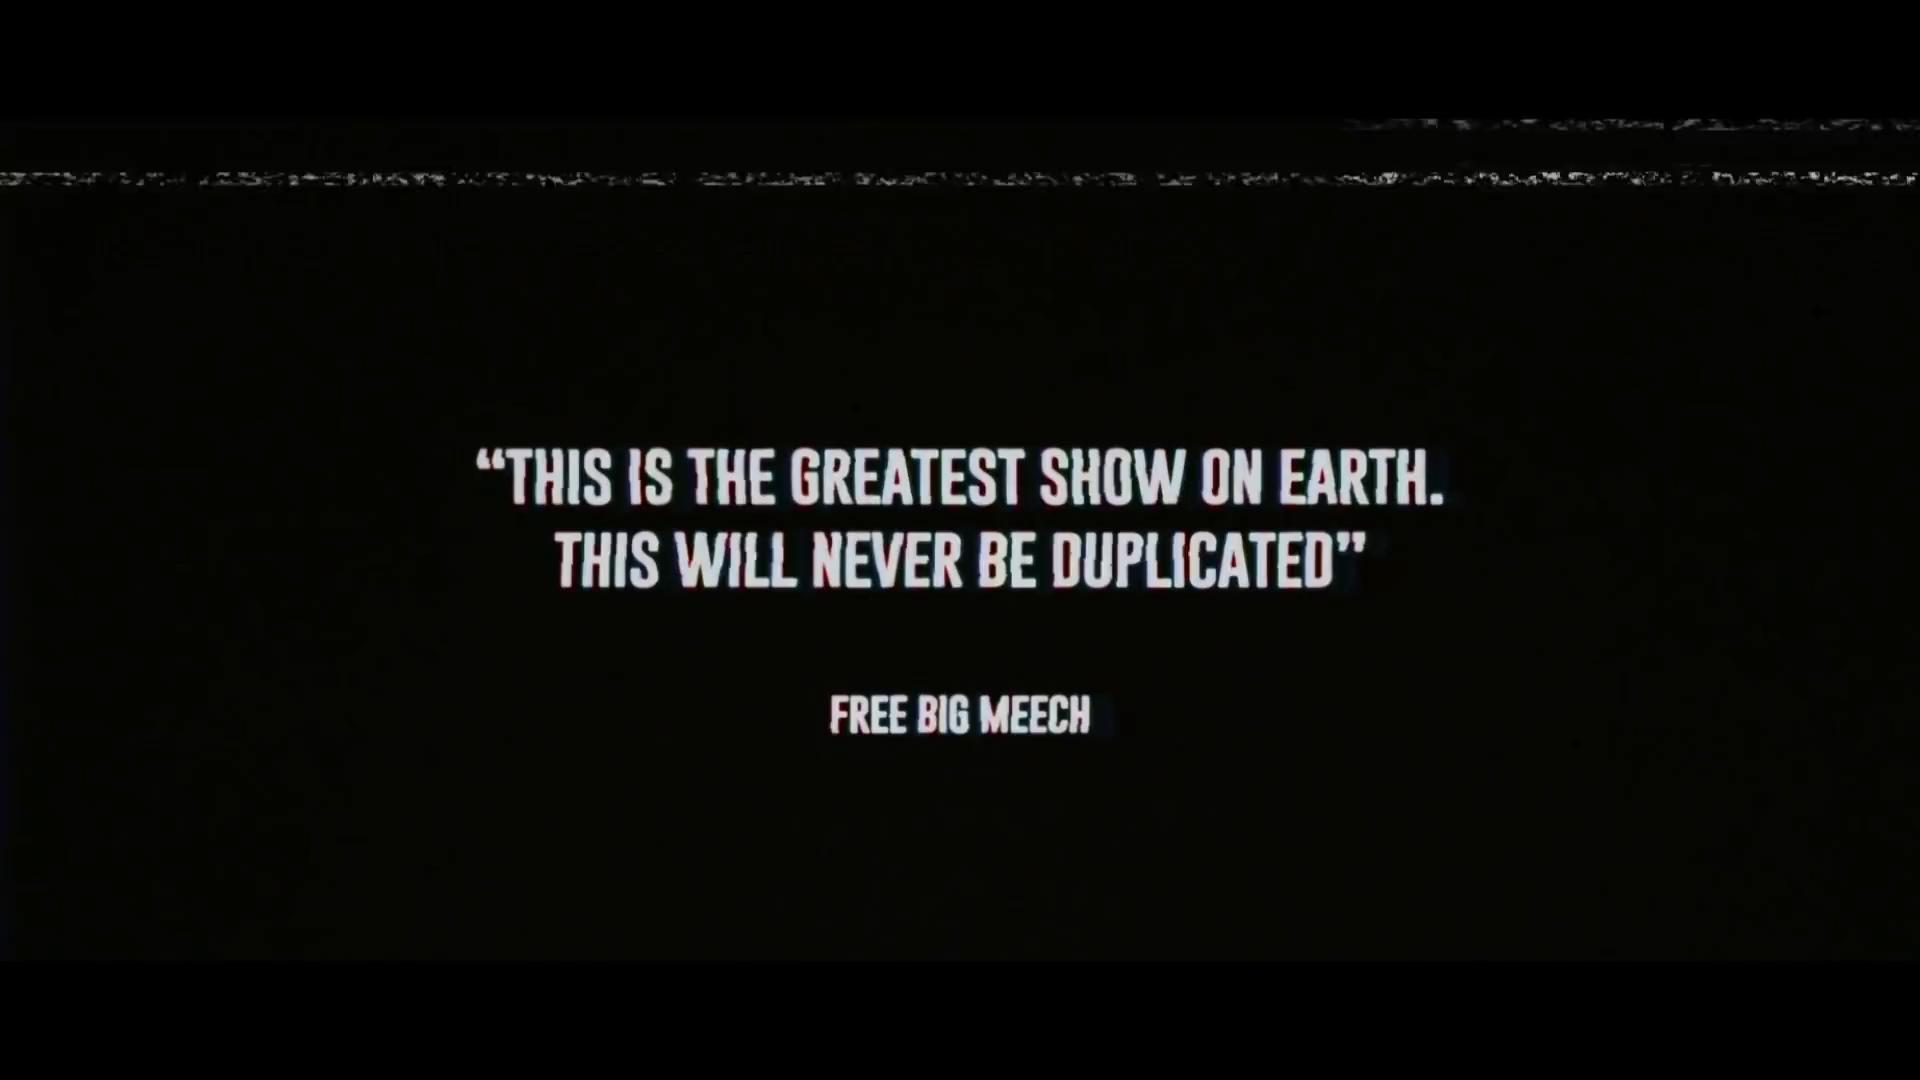 “THIS IS THE GREATEST SHOW ON EARTH.
THIS WILL NEVER BE DUPLICATED”
FREE BIG MEECH